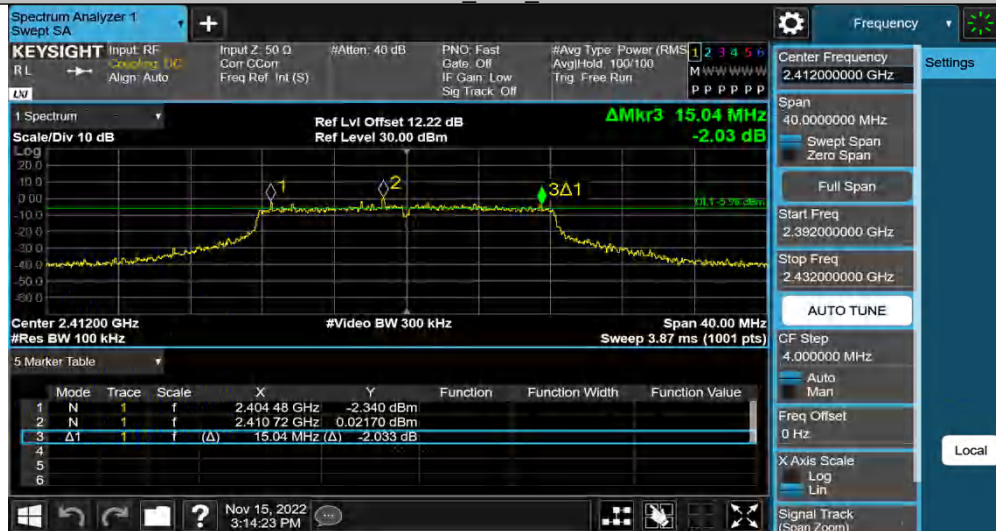 Spectrum Analyzer 1
Swept SA
+
Frequency
KEYSIGHT Input: RF
Coupling: DC
Align: Auto
RL
LXI
Input Z: 50 Ω
Corr CCorr
Freq Ref: Int (S)
#Atten: 40 dB
PNO: Fast
Gate: Off
IF Gain: Low
Sig Track: Off
#Avg Type: Power (RMS
Avg|Hold: 100/100
Trig: Free Run
1 2 3 4 5 6
M W W W W W
P P P P P P
1 Spectrum
Scale/Div 10 dB
Ref Lvl Offset 12.22 dB
Ref Level 30.00 dBm
ΔMkr3 15.04 MHz
-2.03 dB
Log
20.0
10.0
0.00
-10.0
-20.0
-30.0
-40.0
-50.0
-60.0
1
2
3Δ1
DL1 -5.98 dBm
Center 2.41200 GHz
#Res BW 100 kHz
#Video BW 300 kHz
Span 40.00 MHz
Sweep 3.87 ms (1001 pts)
5 Marker Table
Mode Trace Scale X Y Function Function Width Function Value
1 N 1 f 2.404 48 GHz -2.340 dBm
2 N 1 f 2.410 72 GHz 0.02170 dBm
3 Δ1 1 f (Δ) 15.04 MHz (Δ) -2.033 dB
4
5
6
?
Nov 15, 2022
3:14:23 PM
Center Frequency
2.412000000 GHz
Span
40.0000000 MHz
Swept Span
Zero Span
Full Span
Start Freq
2.392000000 GHz
Stop Freq
2.432000000 GHz
AUTO TUNE
CF Step
4.000000 MHz
Auto
Man
Freq Offset
0 Hz
X Axis Scale
Log
Lin
Signal Track
(Span Zoom)
Settings
Local